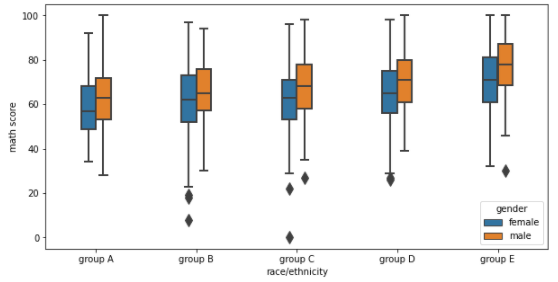 100
80
60
40
20
0
math score
group A
group B
group C
group D
group E
race/ethnicity
gender
female
male